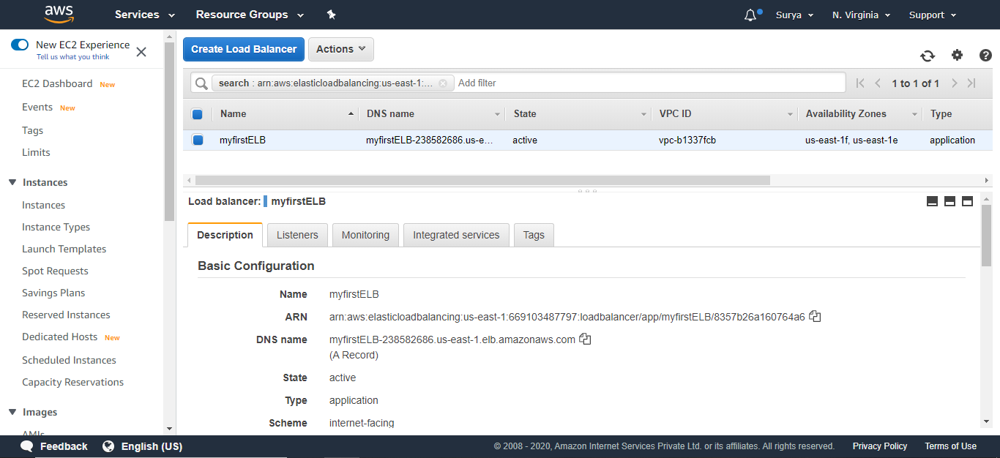 aws Services Resource Groups Surya N. Virginia Support
New EC2 Experience
Tell us what you think
EC2 Dashboard New
Events New
Tags
Limits
Instances
Instances
Instance Types
Launch Templates
Spot Requests
Savings Plans
Reserved Instances
Dedicated Hosts New
Scheduled Instances
Capacity Reservations
Images
AMIs
Create Load Balancer Actions
search : arn:aws:elasticloadbalancing:us-east-1:... Add filter 1 to 1 of 1
Name DNS name State VPC ID Availability Zones Type
myfirstELB myfirstELB-238582686.us-e... active vpc-b1337fcb us-east-1f, us-east-1e application
Load balancer: myfirstELB
Description Listeners Monitoring Integrated services Tags
Basic Configuration
Name myfirstELB
ARN arn:aws:elasticloadbalancing:us-east-1:669103487797:loadbalancer/app/myfirstELB/8357b26a160764a6
DNS name myfirstELB-238582686.us-east-1.elb.amazonaws.com
(A Record)
State active
Type application
Scheme internet-facing
Feedback English (US) © 2008 - 2020, Amazon Internet Services Private Ltd. or its affiliates. All rights reserved. Privacy Policy Terms of Use